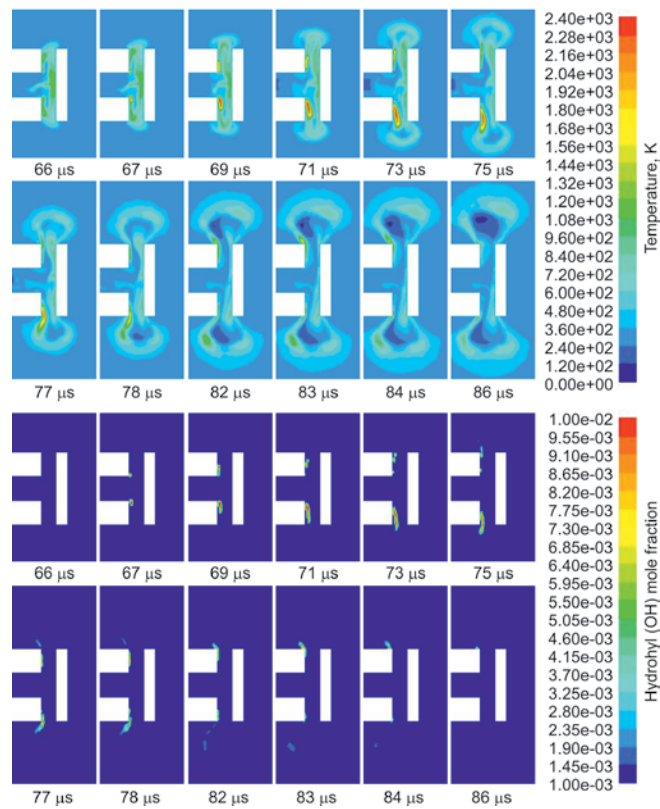 2.40e+03
2.28e+03
2.16e+03
2.04e+03
1.92e+03
1.80e+03
1.68e+03
1.56e+03
1.44e+03
1.32e+03
1.20e+03
1.08e+03
9.60e+02
8.40e+02
7.20e+02
6.00e+02
4.80e+02
3.60e+02
2.40e+02
1.20e+02
0.00e+00
Temperature, K
66 μs 67 μs 69 μs 71 μs 73 μs 75 μs
77 μs 78 μs 82 μs 83 μs 84 μs 86 μs
1.00e-02
9.55e-03
9.10e-03
8.65e-03
8.20e-03
7.75e-03
7.30e-03
6.85e-03
6.40e-03
5.95e-03
5.50e-03
5.05e-03
4.60e-03
4.15e-03
3.70e-03
3.25e-03
2.80e-03
2.35e-03
1.90e-03
1.45e-03
1.00e-03
Hydrohyl (OH) mole fraction
66 μs 67 μs 69 μs 71 μs 73 μs 75 μs
77 μs 78 μs 82 μs 83 μs 84 μs 86 μs